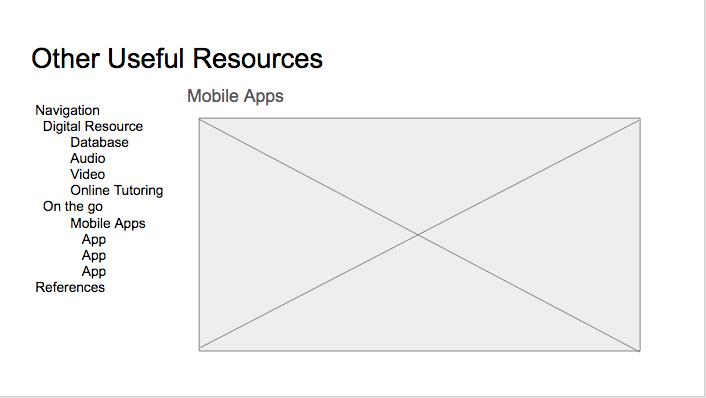 Other Useful Resources
Mobile Apps
Navigation
Digital Resource
Database
Audio
Video
Online Tutoring
On the go
Mobile Apps
App
App
App
References